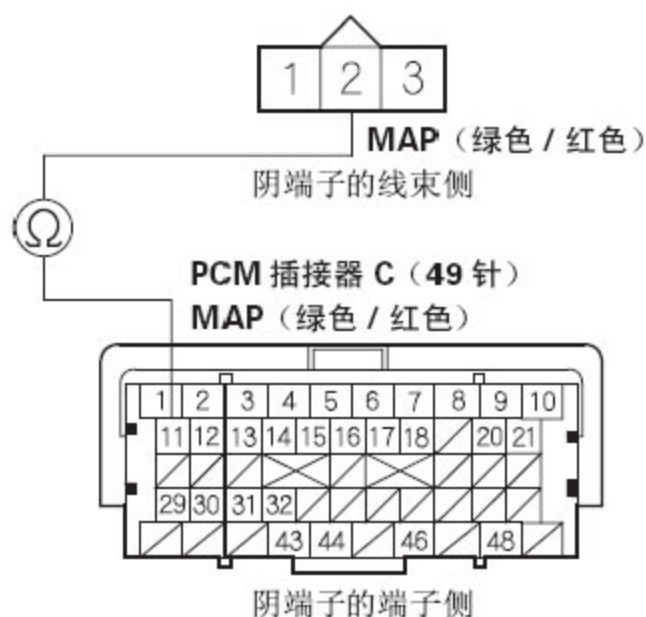 1 2 3
MAP（绿色 / 红色）
阴端子的线束侧
Ω
PCM 插接器 C（49 针）
MAP（绿色 / 红色）
1 2 3 4 5 6 7 8 9 10
11 12 13 14 15 16 17 18 20 21
29 30 31 32
43 44 46 48
阴端子的端子侧